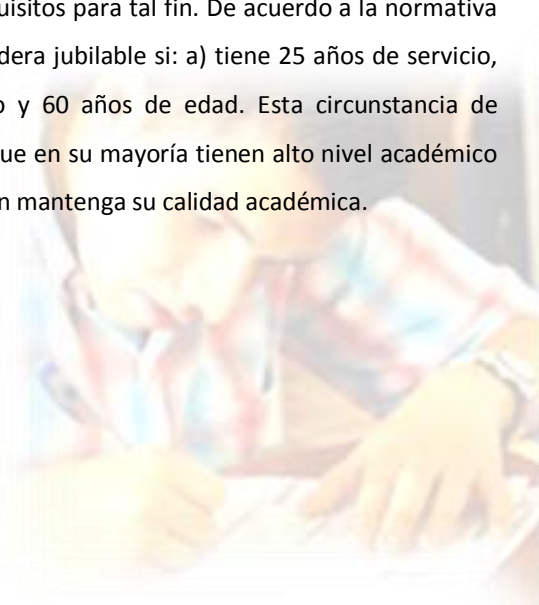 uisitos para tal fin. De acuerdo a la normativa
dera jubilable si: a) tiene 25 años de servicio,
o y 60 años de edad. Esta circunstancia de
ue en su mayoría tienen alto nivel académico
n mantenga su calidad académica.